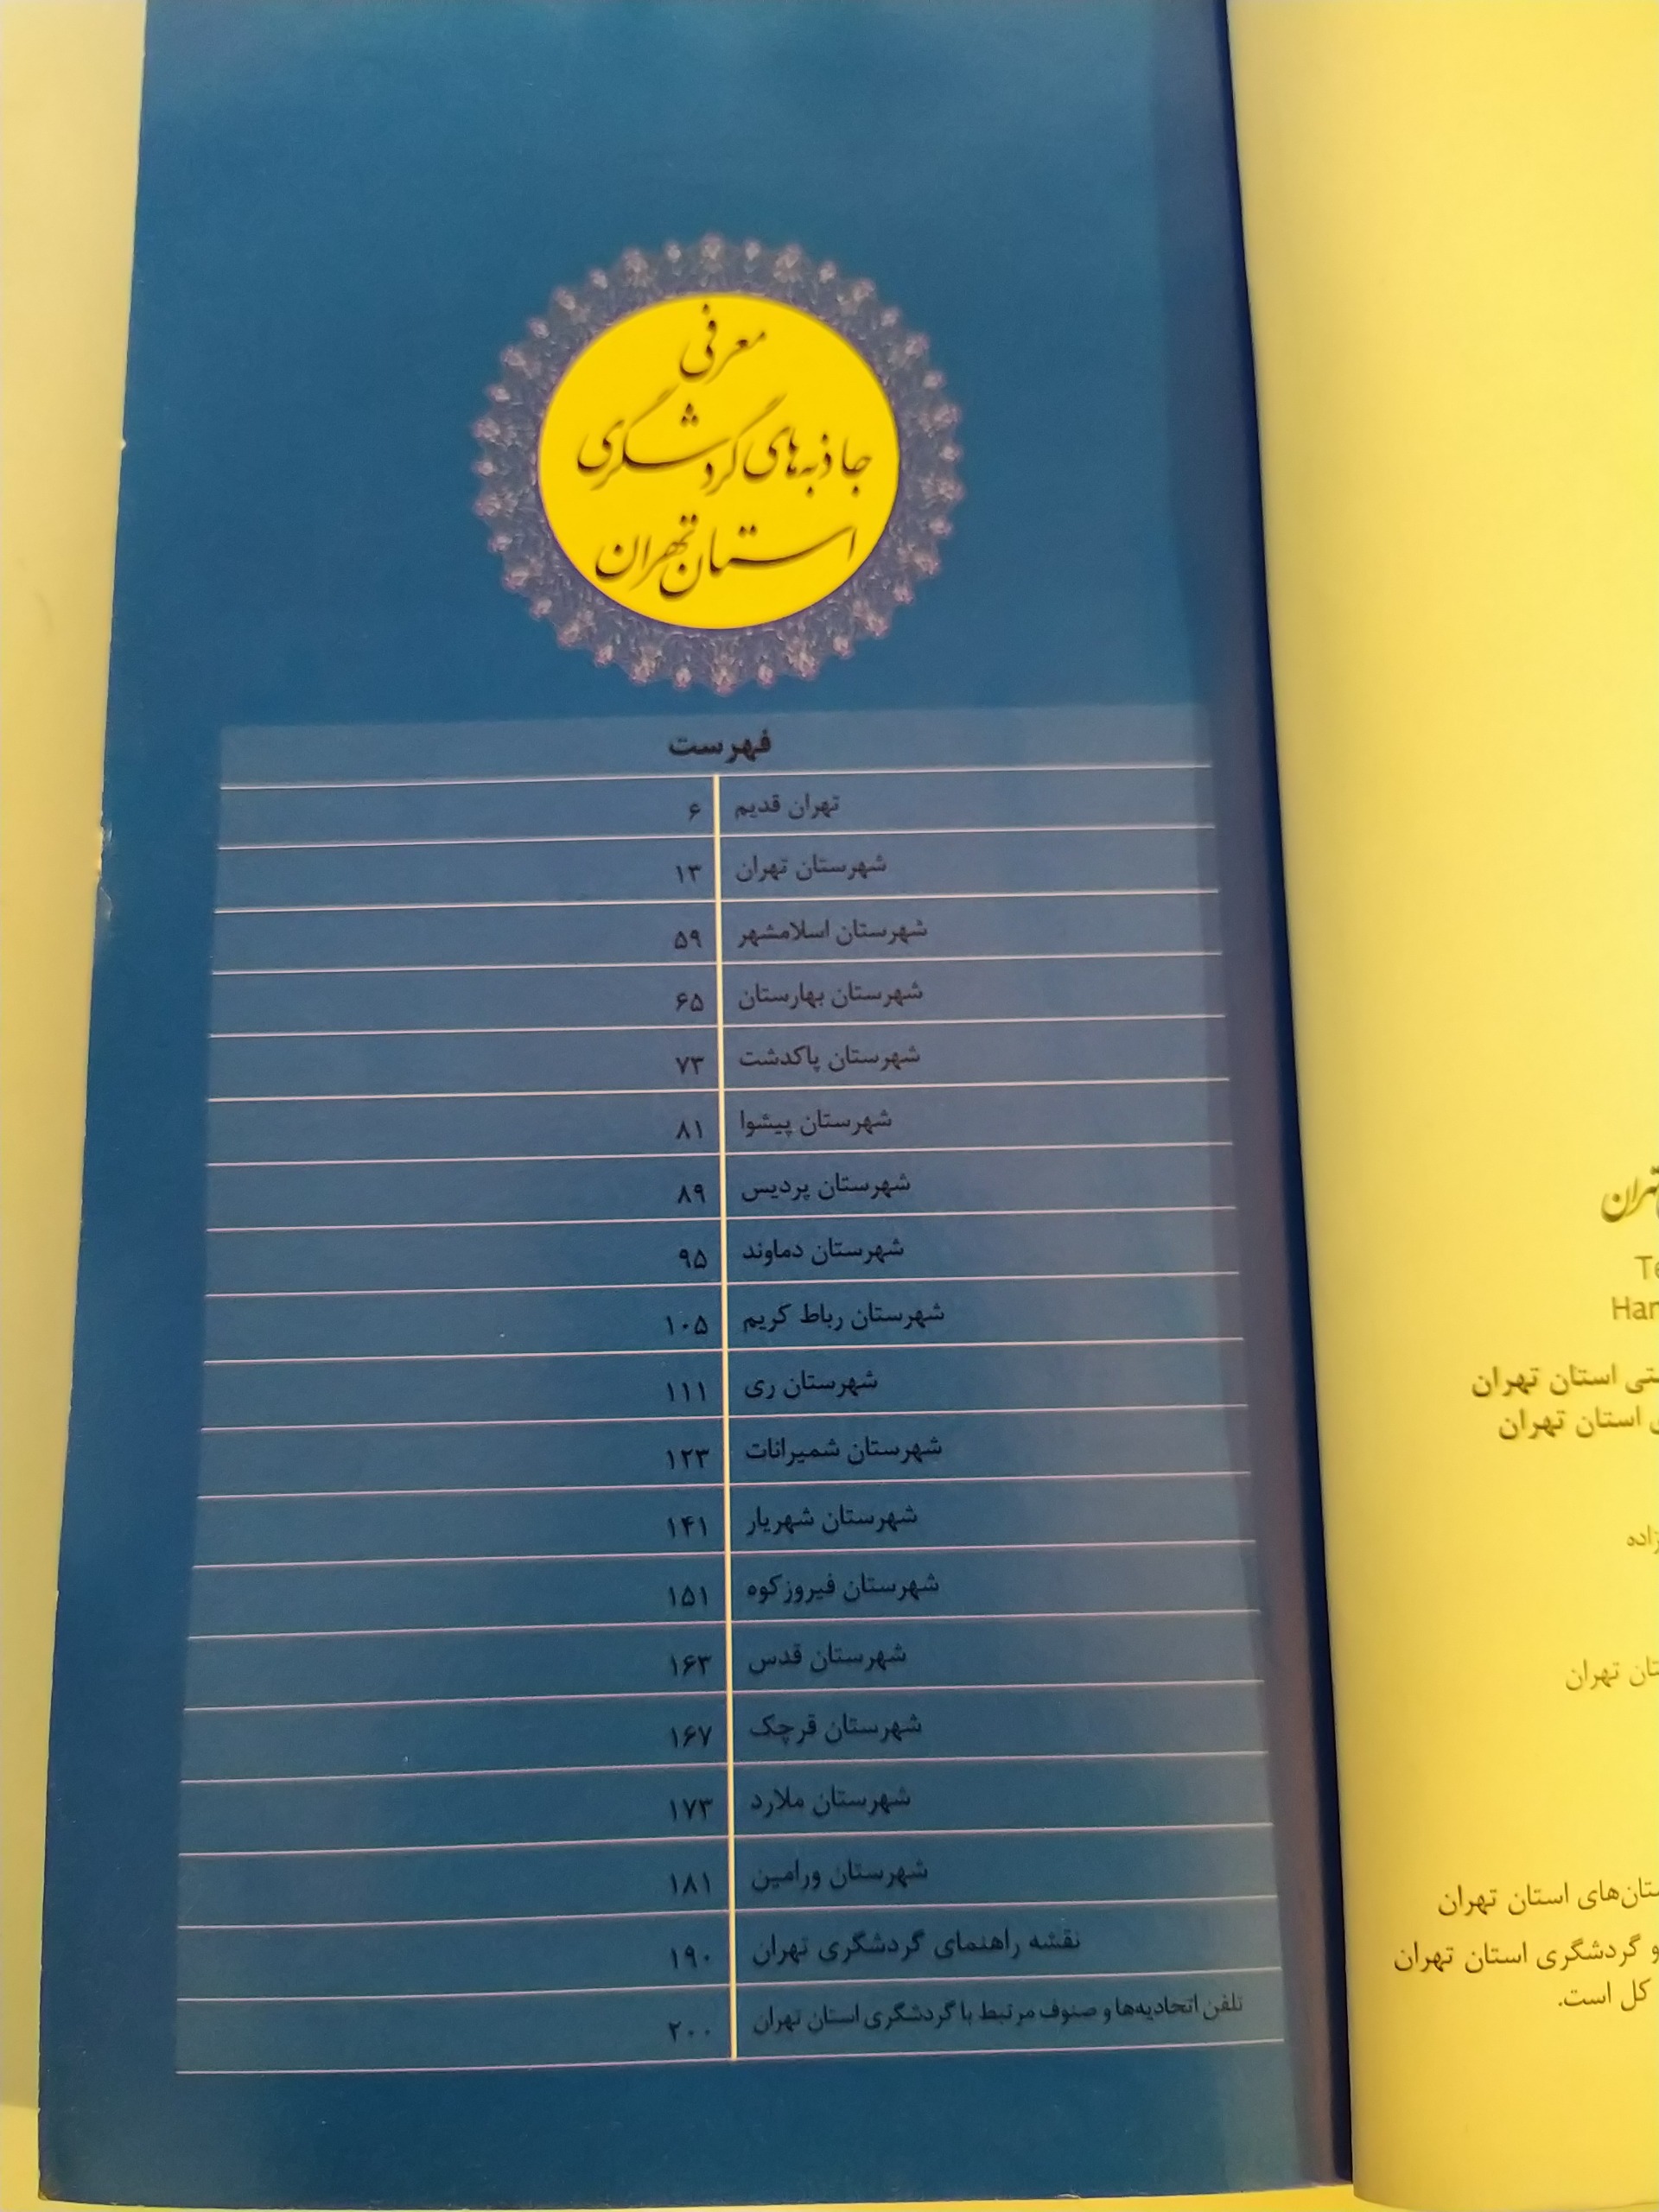 معرفی
جاذبه‌های گردشگری
استان تهران
فهرست
تهران قدیم ۶
شهرستان تهران ۱۳
شهرستان اسلامشهر ۵۹
شهرستان بهارستان ۶۵
شهرستان پاکدشت ۷۳
شهرستان پیشوا ۸۱
شهرستان پردیس ۸۹
شهرستان دماوند ۹۵
شهرستان رباط کریم ۱۰۵
شهرستان ری ۱۱۱
شهرستان شمیرانات ۱۲۳
شهرستان شهریار ۱۴۱
شهرستان فیروزکوه ۱۵۱
شهرستان قدس ۱۶۳
شهرستان قرچک ۱۶۷
شهرستان ملارد ۱۷۳
شهرستان ورامین ۱۸۱
نقشه راهنمای گردشگری تهران ۱۹۰
تلفن اتحادیه‌ها و صنوف مرتبط با گردشگری استان تهران ۲۰۰
تهران
استان تهران
استان تهران
تهران
استان تهران
و گردشگری استان تهران
کل است.